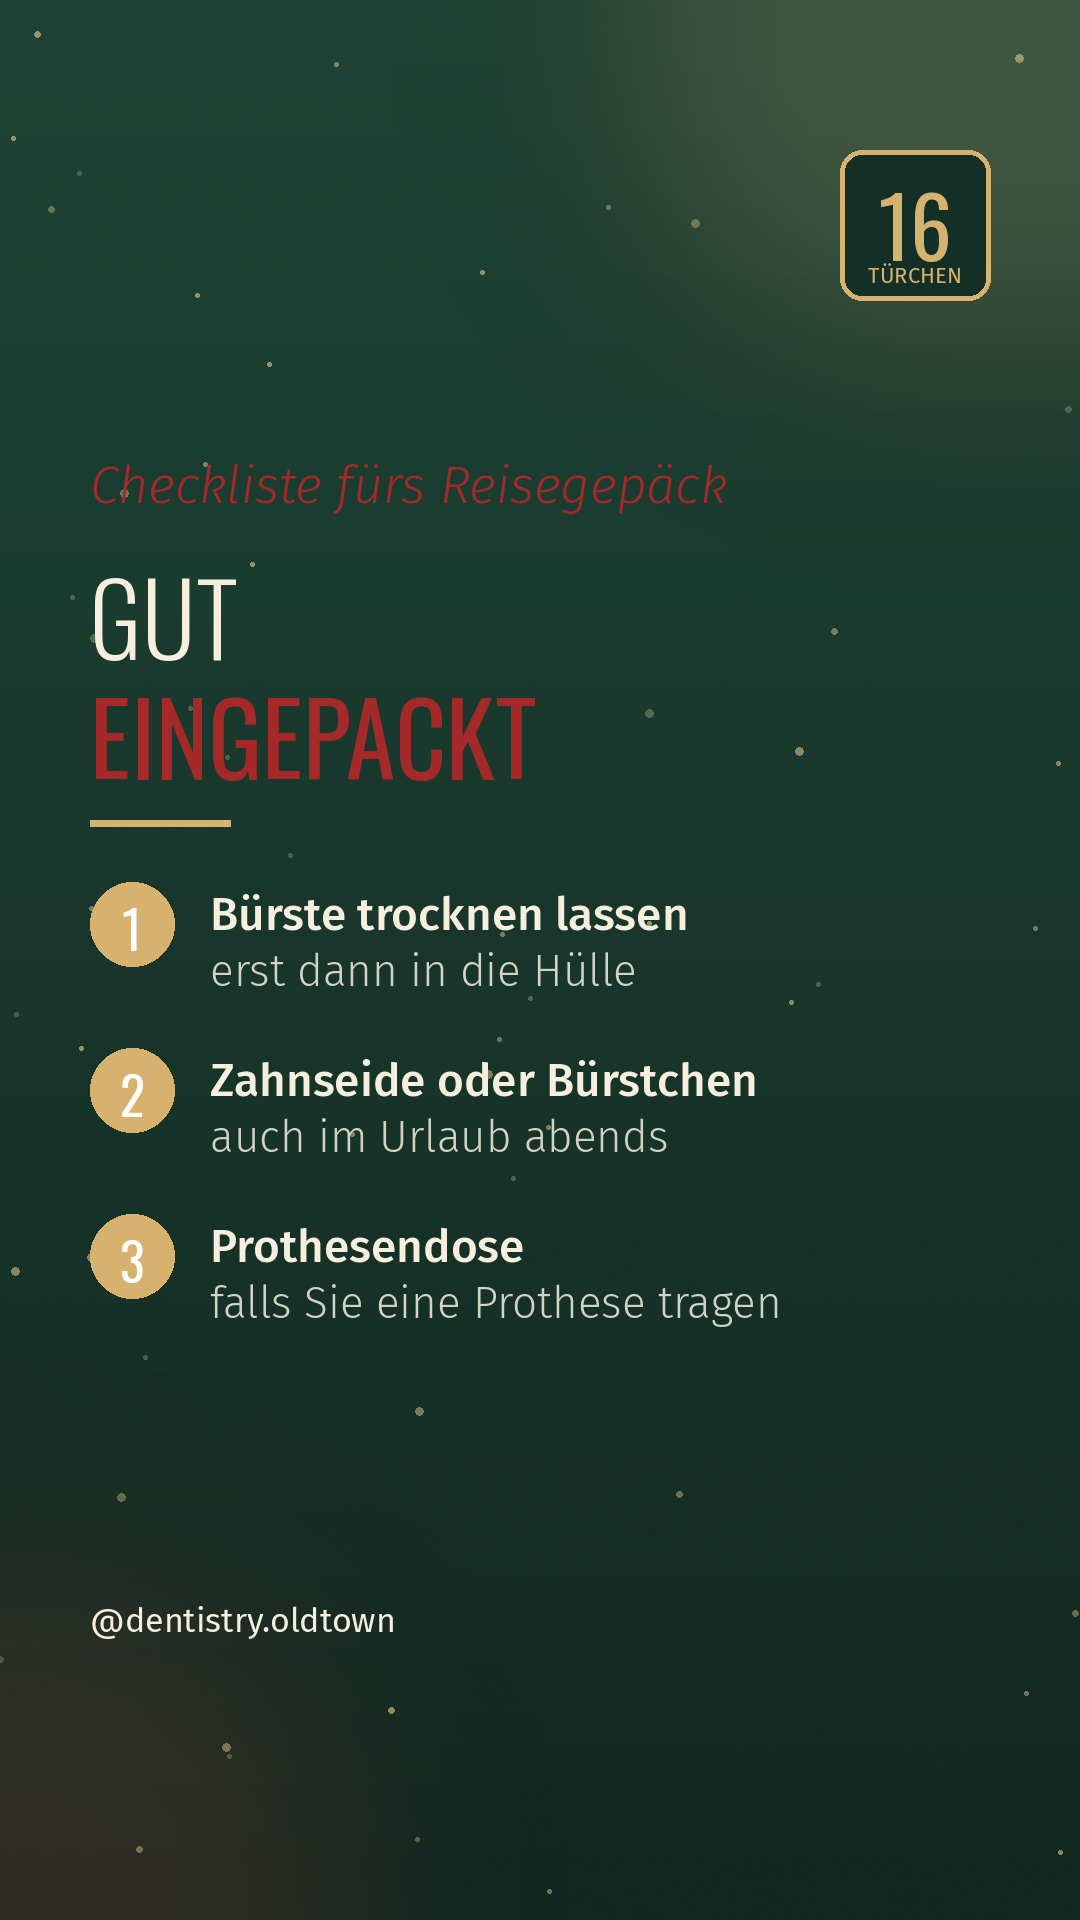 16
TÜRCHEN
Checkliste fürs Reisegepäck
GUT
EINGEPACKT
1
Bürste trocknen lassen
erst dann in die Hülle
2
Zahnseide oder Bürstchen
auch im Urlaub abends
3
Prothesendose
falls Sie eine Prothese tragen
@dentistry.oldtown